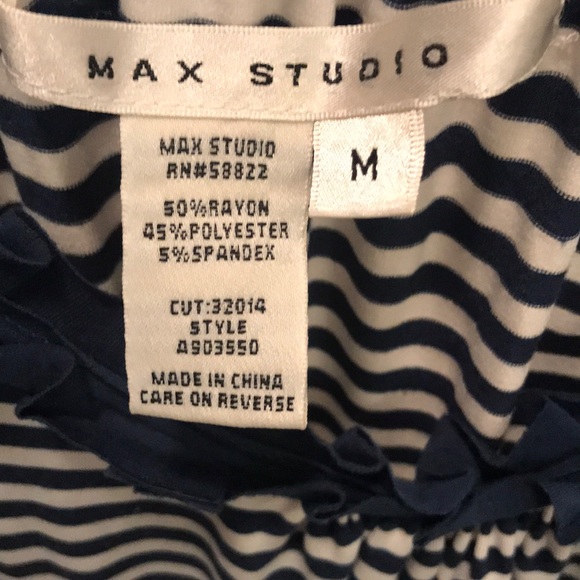 MAX STUDIO
MAX STUDIO
RN#58822
M
50%RAYON
45%POLYESTER
5%SPANDEX
CUT:32014
STYLE
A903550
MADE IN CHINA
CARE ON REVERSE